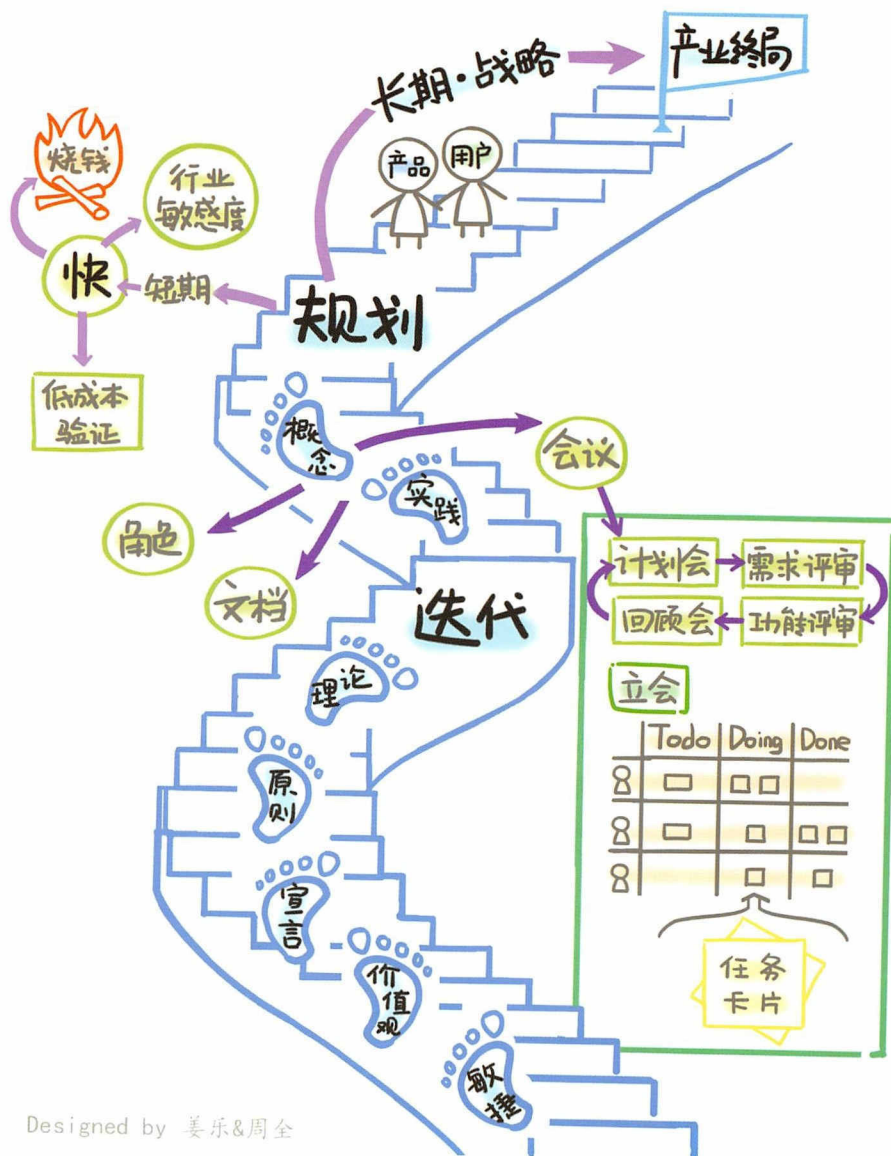 产业终局
长期·战略
产品
用户
烧钱
行业
敏感度
快
短期
规划
低成本
验证
概
念
会议
实践
角色
文档
计划会
需求评审
回顾会
功能评审
迭代
理论
立会
Todo Doing Done
原
则
宣
言
价
值
观
任务
卡片
敏
捷
Designed by 姜乐&周全